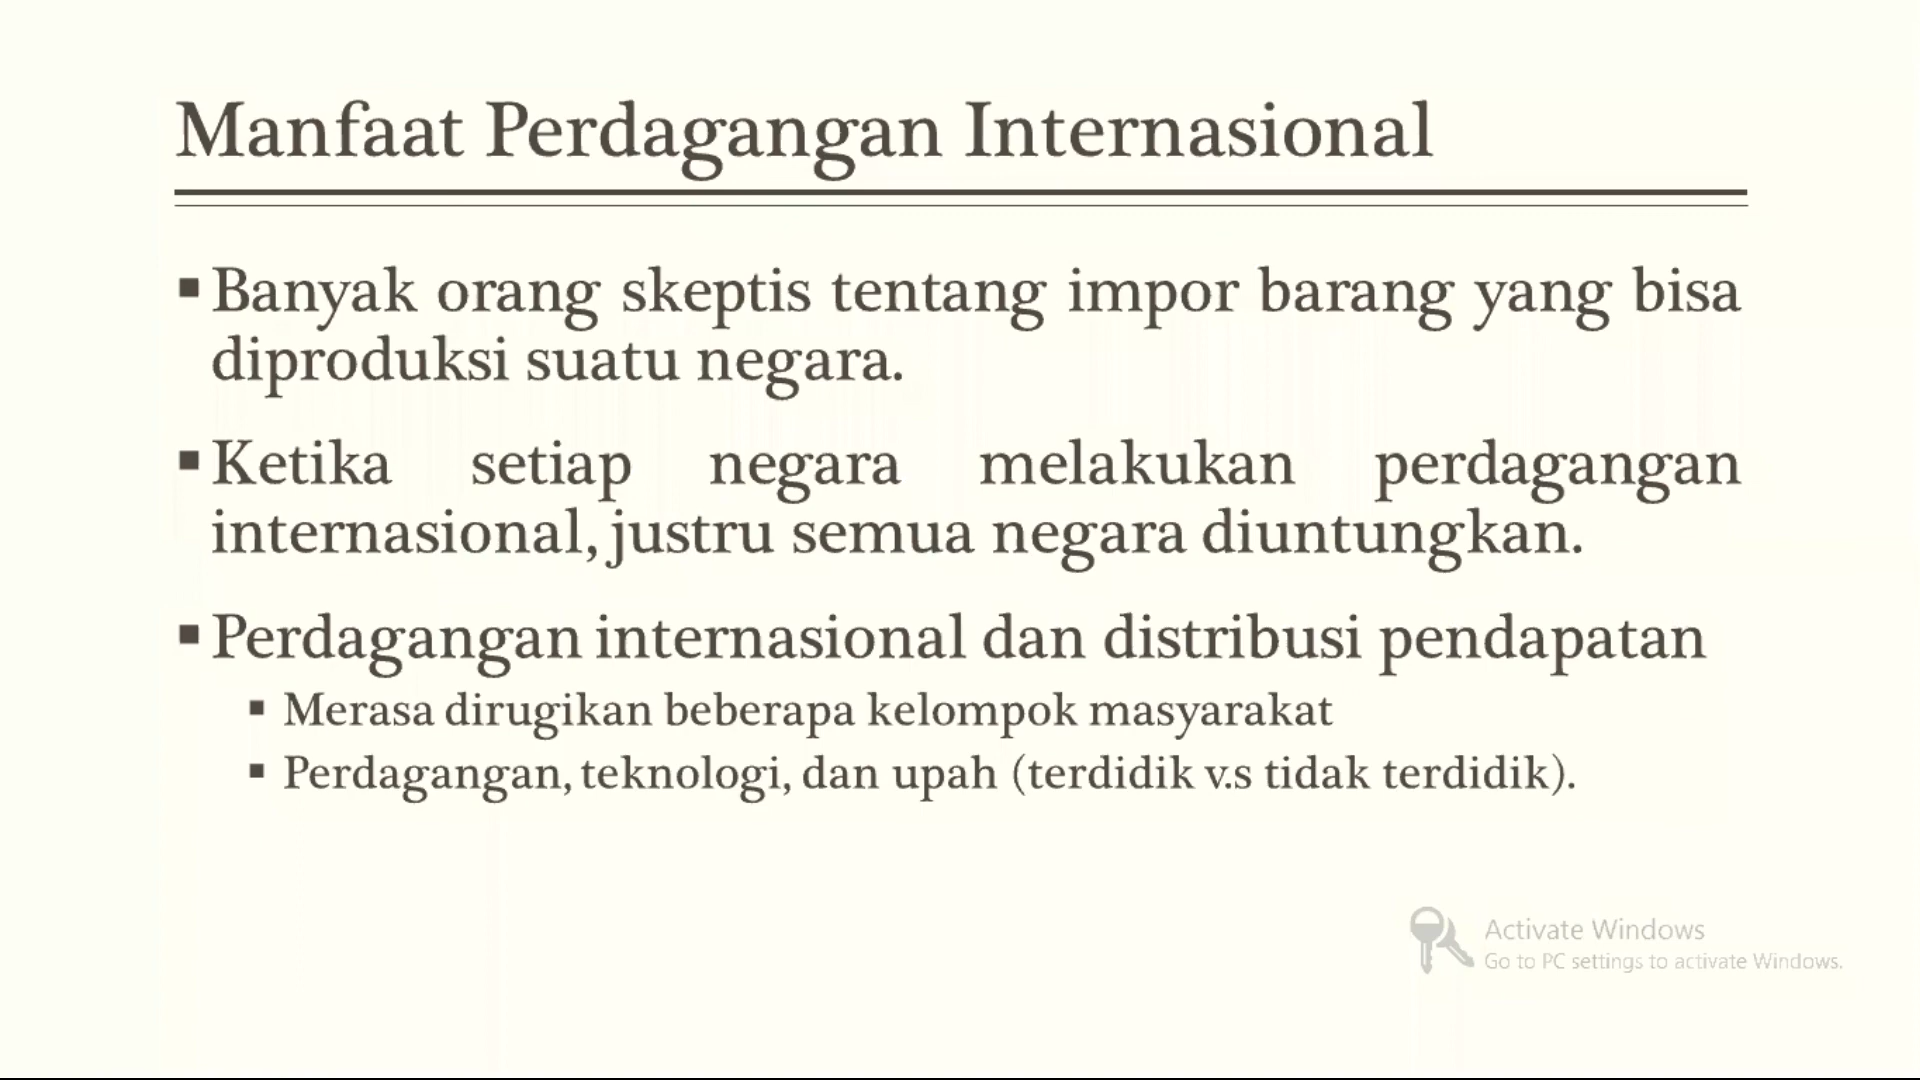 Manfaat Perdagangan Internasional
▪ Banyak orang skeptis tentang impor barang yang bisa
diproduksi suatu negara.
▪ Ketika setiap negara melakukan perdagangan
internasional, justru semua negara diuntungkan.
▪ Perdagangan internasional dan distribusi pendapatan
▪ Merasa dirugikan beberapa kelompok masyarakat
▪ Perdagangan, teknologi, dan upah (terdidik v.s tidak terdidik).
Activate Windows
Go to PC settings to activate Windows.